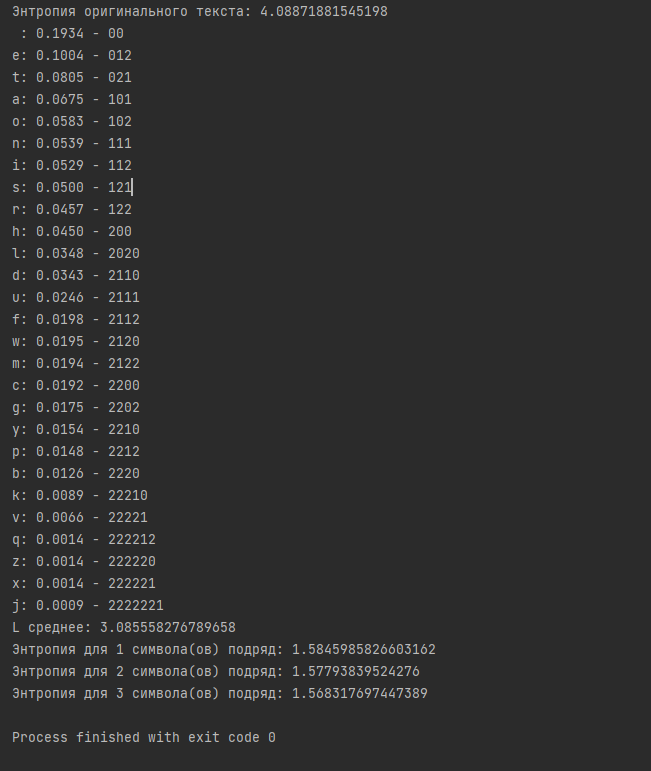 Энтропия оригинального текста: 4.08871881545198
 : 0.1934 - 00
e: 0.1004 - 012
t: 0.0805 - 021
a: 0.0675 - 101
o: 0.0583 - 102
n: 0.0539 - 111
i: 0.0529 - 112
s: 0.0500 - 121
r: 0.0457 - 122
h: 0.0450 - 200
l: 0.0348 - 2020
d: 0.0343 - 2110
u: 0.0246 - 2111
f: 0.0198 - 2112
w: 0.0195 - 2120
m: 0.0194 - 2122
c: 0.0192 - 2200
g: 0.0175 - 2202
y: 0.0154 - 2210
p: 0.0148 - 2212
b: 0.0126 - 2220
k: 0.0089 - 22210
v: 0.0066 - 22221
q: 0.0014 - 222212
z: 0.0014 - 222220
x: 0.0014 - 222221
j: 0.0009 - 2222221
L среднее: 3.085558276789658
Энтропия для 1 символа(ов) подряд: 1.5845985826603162
Энтропия для 2 символа(ов) подряд: 1.57793839524276
Энтропия для 3 символа(ов) подряд: 1.568317697447389
Process finished with exit code 0